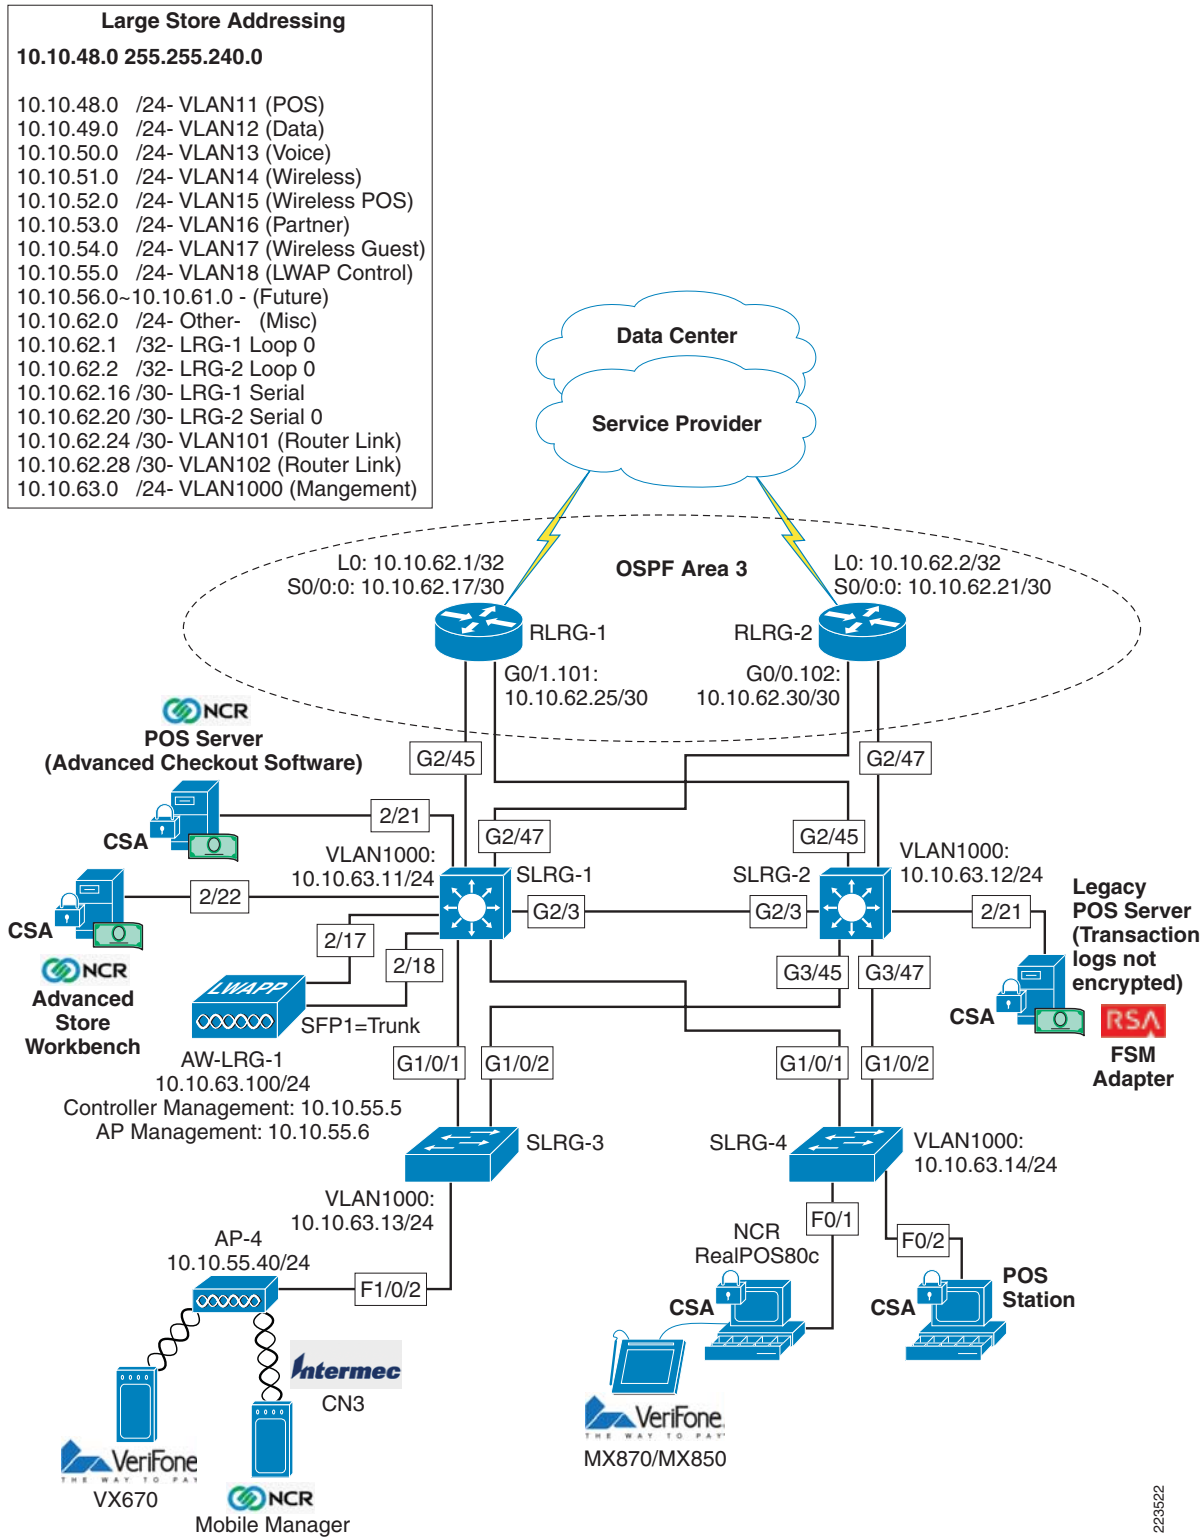 Large Store Addressing
10.10.48.0 255.255.240.0
10.10.48.0 /24- VLAN11 (POS)
10.10.49.0 /24- VLAN12 (Data)
10.10.50.0 /24- VLAN13 (Voice)
10.10.51.0 /24- VLAN14 (Wireless)
10.10.52.0 /24- VLAN15 (Wireless POS)
10.10.53.0 /24- VLAN16 (Partner)
10.10.54.0 /24- VLAN17 (Wireless Guest)
10.10.55.0 /24- VLAN18 (LWAP Control)
10.10.56.0~10.10.61.0 - (Future)
10.10.62.0 /24- Other- (Misc)
10.10.62.1 /32- LRG-1 Loop 0
10.10.62.2 /32- LRG-2 Loop 0
10.10.62.16 /30- LRG-1 Serial
10.10.62.20 /30- LRG-2 Serial 0
10.10.62.24 /30- VLAN101 (Router Link)
10.10.62.28 /30- VLAN102 (Router Link)
10.10.63.0 /24- VLAN1000 (Mangement)
Data Center
Service Provider
OSPF Area 3
L0: 10.10.62.1/32
S0/0:0: 10.10.62.17/30
L0: 10.10.62.2/32
S0/0:0: 10.10.62.21/30
RLRG-1
RLRG-2
G0/1.101:
10.10.62.25/30
G0/0.102:
10.10.62.30/30
NCR
POS Server
(Advanced Checkout Software)
CSA
G2/45
G2/47
2/21
G2/47
G2/45
VLAN1000:
10.10.63.11/24
SLRG-1
SLRG-2
VLAN1000:
10.10.63.12/24
2/22
CSA
NCR
Advanced
Store
Workbench
G2/3
G2/3
2/21
Legacy
POS Server
(Transaction
logs not
encrypted)
CSA
RSA
FSM
Adapter
2/17
2/18
LWAPP
SFP1=Trunk
AW-LRG-1
10.10.63.100/24
Controller Management: 10.10.55.5
AP Management: 10.10.55.6
G3/45
G3/47
G1/0/1
G1/0/2
G1/0/1
G1/0/2
SLRG-3
SLRG-4
VLAN1000:
10.10.63.14/24
VLAN1000:
10.10.63.13/24
AP-4
10.10.55.40/24
F1/0/2
F0/1
F0/2
NCR
RealPOS80c
CSA
CSA
POS
Station
Intermec
CN3
VeriFone
THE WAY TO PAY
VX670
NCR
Mobile Manager
VeriFone
THE WAY TO PAY
MX870/MX850
223522